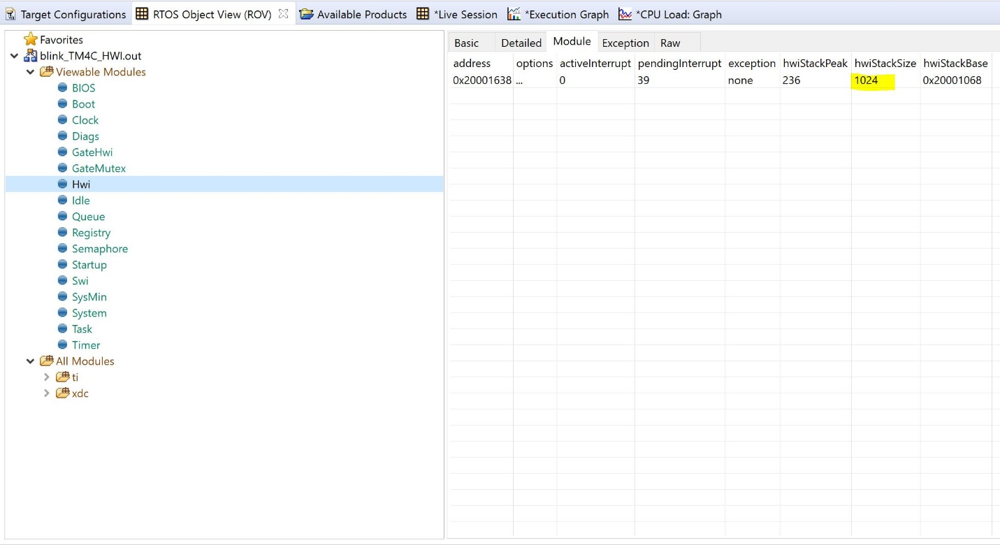 Target Configurations RTOS Object View (ROV) Available Products *Live Session *Execution Graph *CPU Load: Graph
Favorites
blink_TM4C_HWI.out
Viewable Modules
BIOS
Boot
Clock
Diags
GateHwi
GateMutex
Hwi
Idle
Queue
Registry
Semaphore
Startup
Swi
SysMin
System
Task
Timer
All Modules
ti
xdc
Basic Detailed Module Exception Raw
address options activeInterrupt pendingInterrupt exception hwiStackPeak hwiStackSize hwiStackBase
0x20001638 ... 0 39 none 236 1024 0x20001068